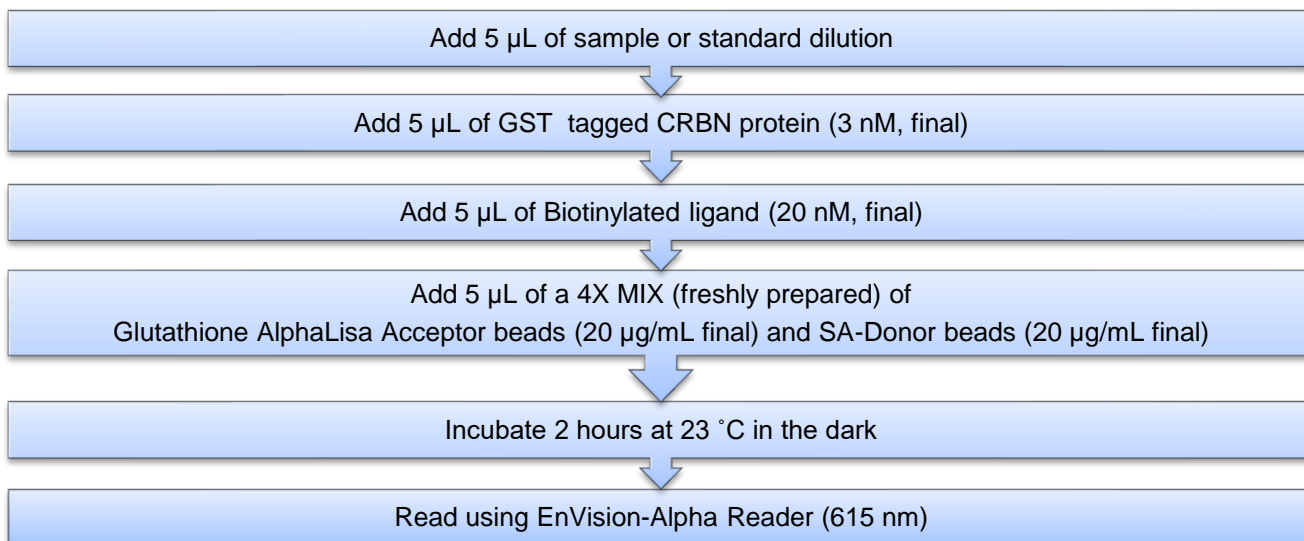 Add 5 µL of sample or standard dilution
Add 5 µL of GST  tagged CRBN protein (3 nM, final)
Add 5 µL of Biotinylated ligand (20 nM, final)
Add 5 µL of a 4X MIX (freshly prepared) of
Glutathione AlphaLisa Acceptor beads (20 µg/mL final) and SA-Donor beads (20 µg/mL final)
Incubate 2 hours at 23 ˚C in the dark
Read using EnVision-Alpha Reader (615 nm)